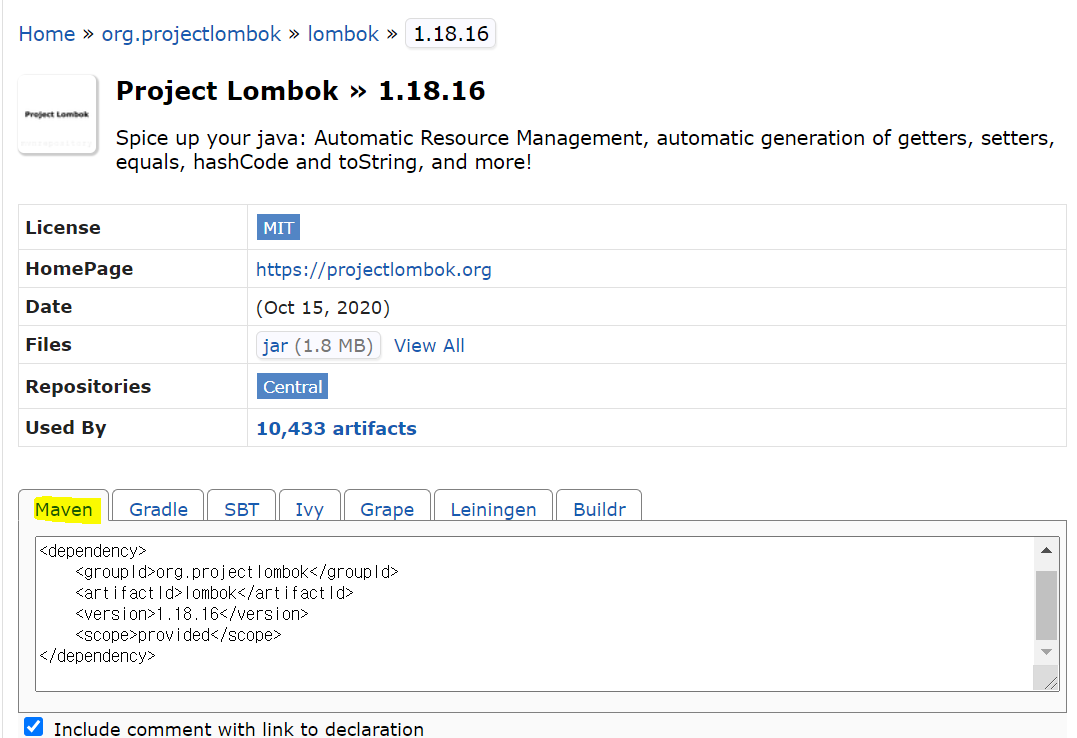 Home » org.projectlombok » lombok » 1.18.16
Project Lombok
Project Lombok » 1.18.16
Spice up your java: Automatic Resource Management, automatic generation of getters, setters,
equals, hashCode and toString, and more!
License MIT
HomePage https://projectlombok.org
Date (Oct 15, 2020)
Files jar (1.8 MB) View All
Repositories Central
Used By 10,433 artifacts
Maven Gradle SBT Ivy Grape Leiningen Buildr
<dependency>
    <groupId>org.projectlombok</groupId>
    <artifactId>lombok</artifactId>
    <version>1.18.16</version>
    <scope>provided</scope>
</dependency>
Include comment with link to declaration